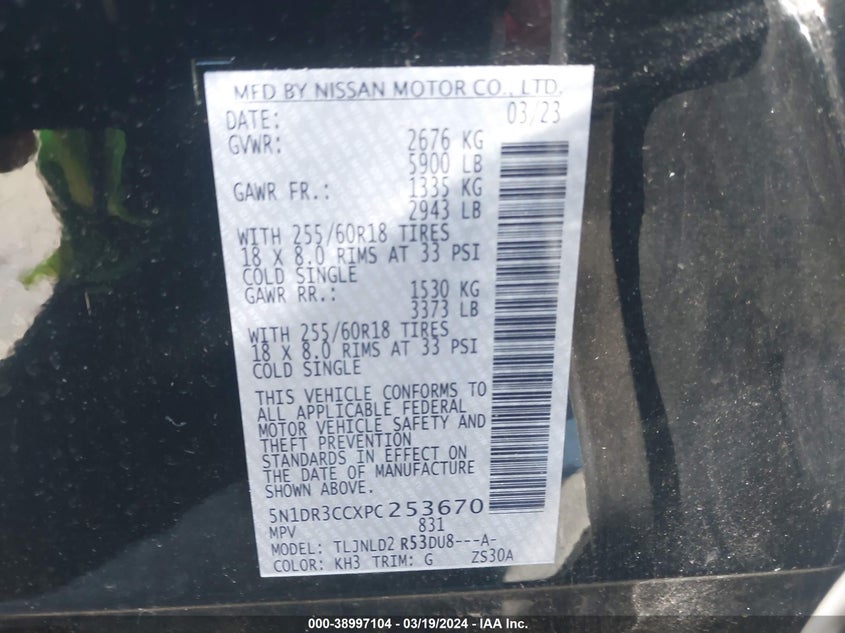 MFD BY NISSAN MOTOR CO., LTD.
DATE: 03/23
GVWR: 2676 KG
5900 LB
GAWR FR.: 1335 KG
2943 LB
WITH 255/60R18 TIRES
18 X 8.0 RIMS AT 33 PSI
COLD SINGLE
GAWR RR.: 1530 KG
3373 LB
WITH 255/60R18 TIRES
18 X 8.0 RIMS AT 33 PSI
COLD SINGLE
THIS VEHICLE CONFORMS TO
ALL APPLICABLE FEDERAL
MOTOR VEHICLE SAFETY AND
THEFT PREVENTION
STANDARDS IN EFFECT ON
THE DATE OF MANUFACTURE
SHOWN ABOVE.
5N1DR3CCXPC253670
MPV 831
MODEL: TLJNLD2 R53DU8---A-
COLOR: KH3 TRIM: G ZS30A
000-38997104 - 03/19/2024 - IAA Inc.